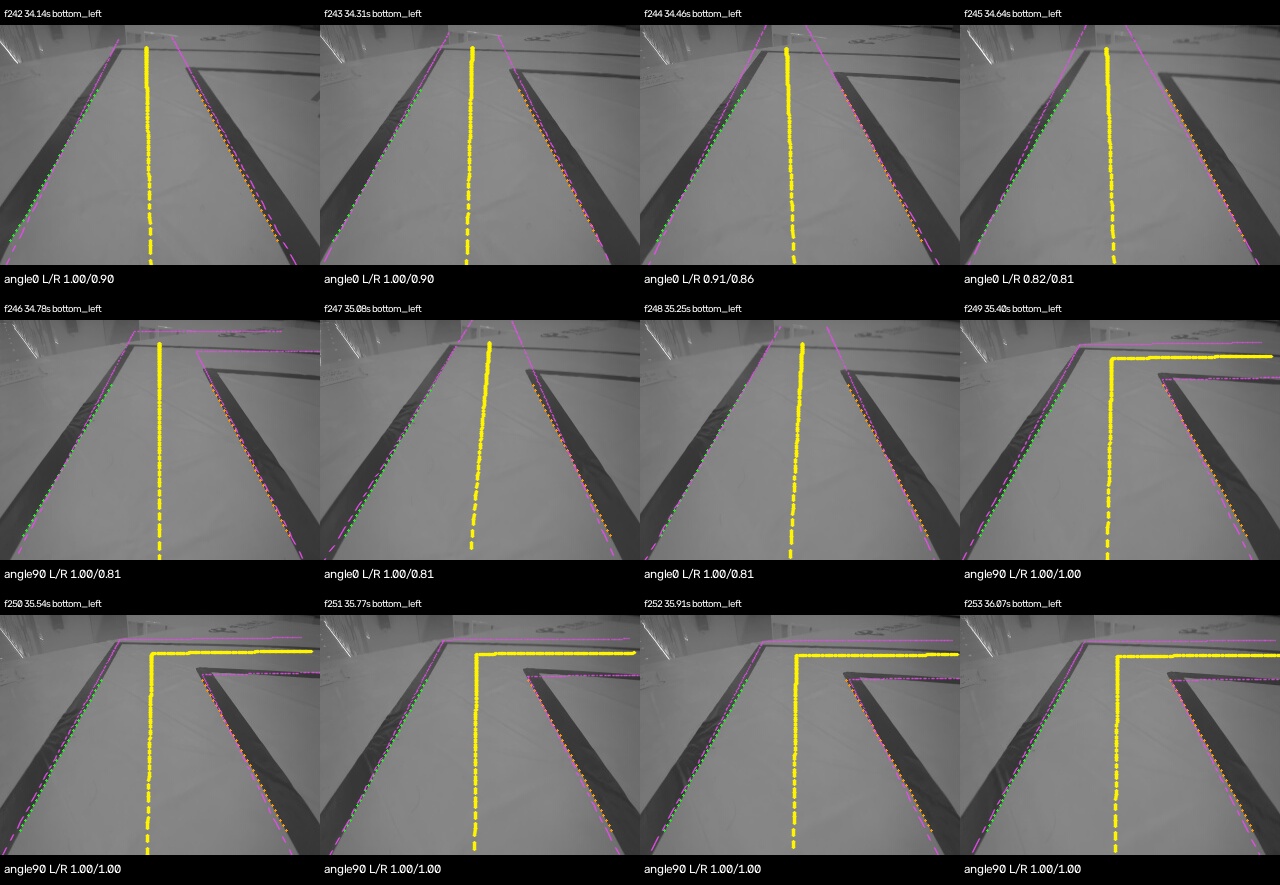 f242 34.14s bottom_left
f243 34.31s bottom_left
f244 34.46s bottom_left
f245 34.64s bottom_left
angle0 L/R 1.00/0.90
angle0 L/R 1.00/0.90
angle0 L/R 0.91/0.86
angle0 L/R 0.82/0.81
f246 34.78s bottom_left
f247 35.08s bottom_left
f248 35.25s bottom_left
f249 35.40s bottom_left
angle90 L/R 1.00/0.81
angle0 L/R 1.00/0.81
angle0 L/R 1.00/0.81
angle90 L/R 1.00/1.00
f250 35.54s bottom_left
f251 35.77s bottom_left
f252 35.91s bottom_left
f253 36.07s bottom_left
angle90 L/R 1.00/1.00
angle90 L/R 1.00/1.00
angle90 L/R 1.00/1.00
angle90 L/R 1.00/1.00